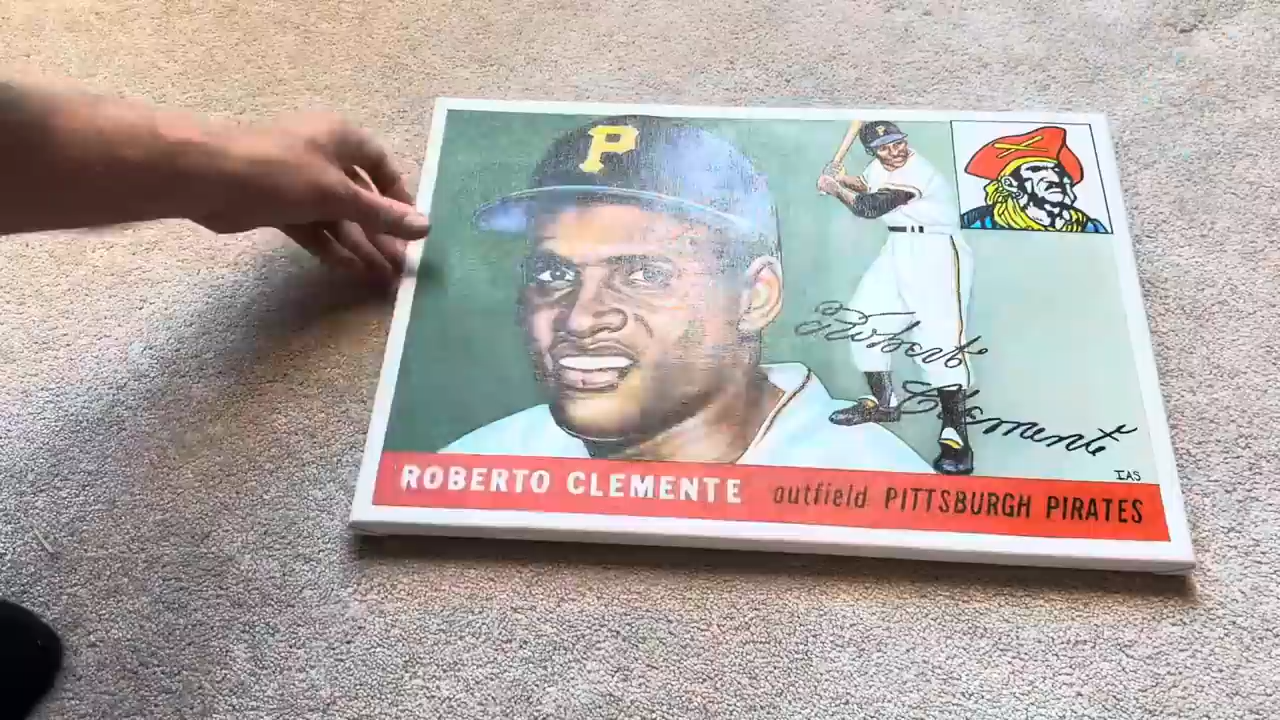 P
P
Roberto
Clemente
IAS
ROBERTO CLEMENTE outfield PITTSBURGH PIRATES